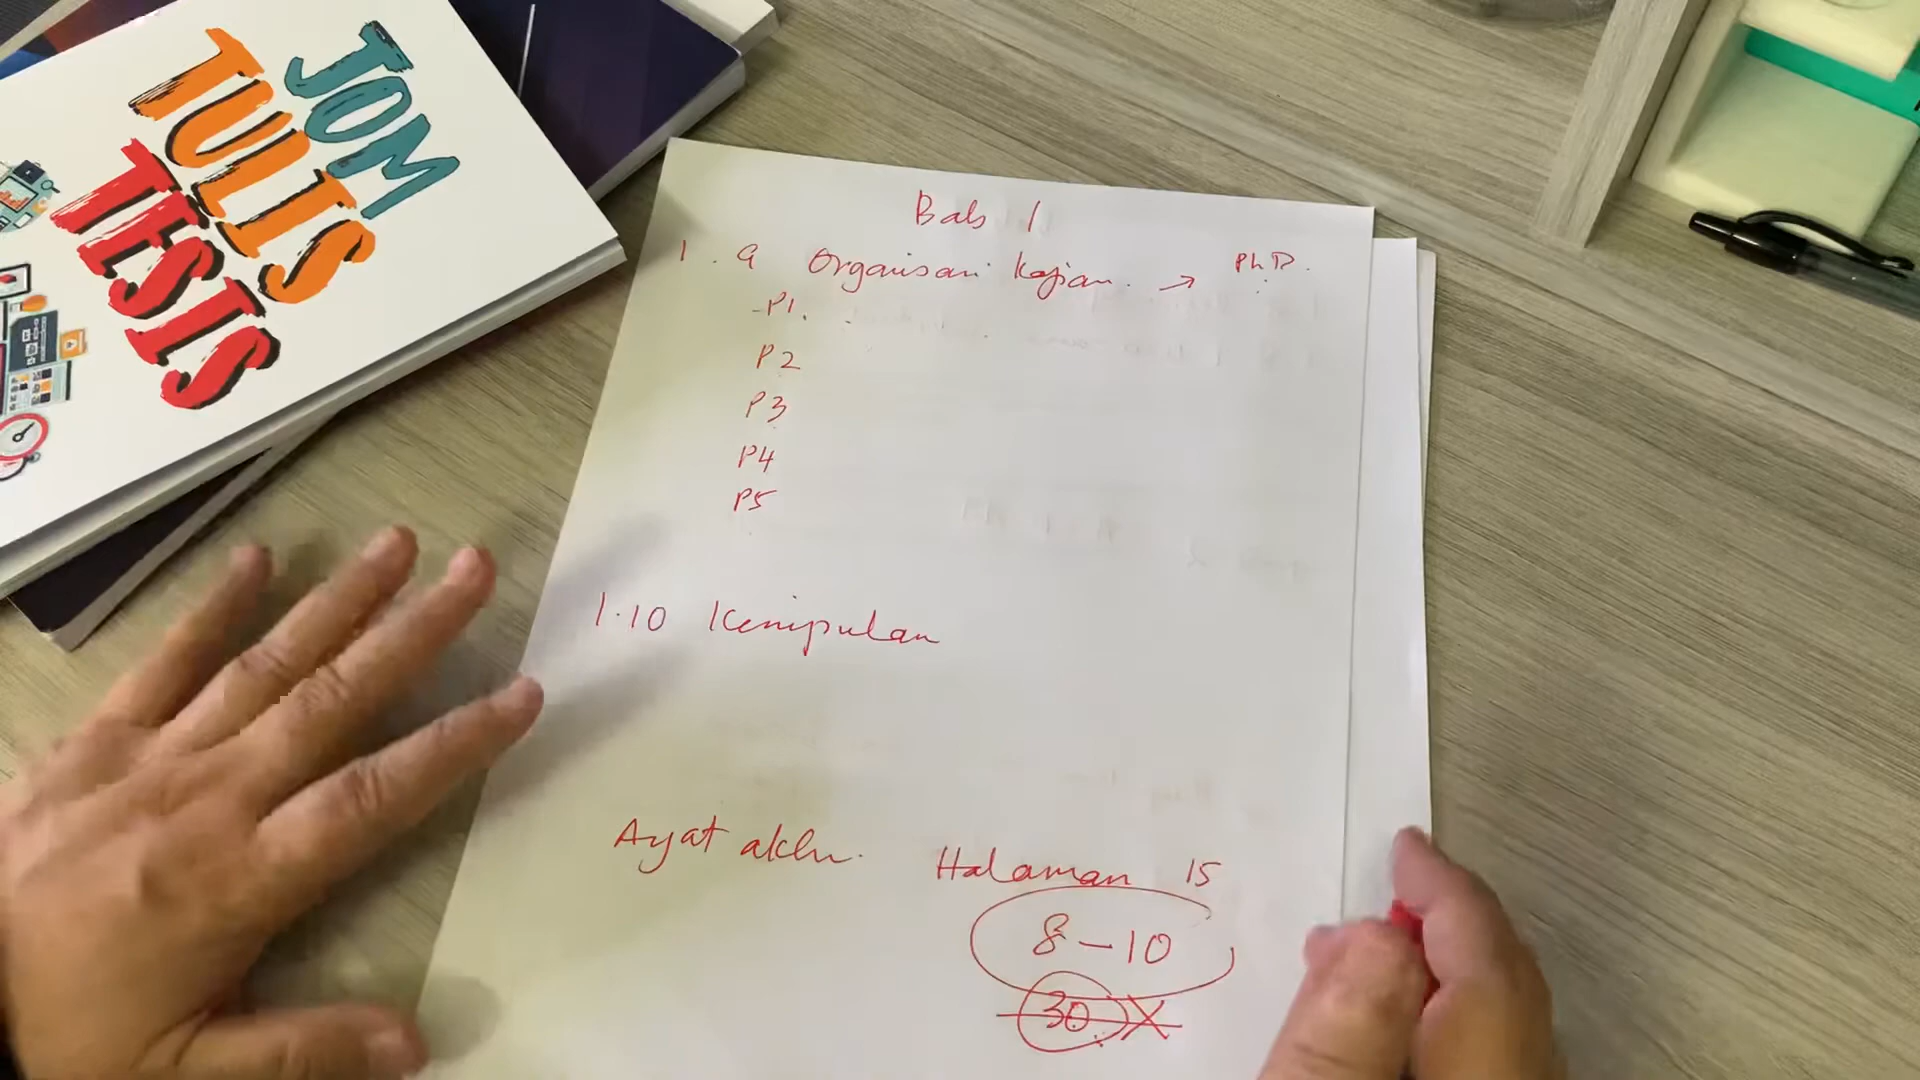 JOM
TULIS
TESIS
Bab 1
1.9 Organisasi Kajian. → PhD.
-P1.
P2
P3
P4
P5
1.10 Kesimpulan
Ayat akhir.
Halaman 15
8-10
30 X